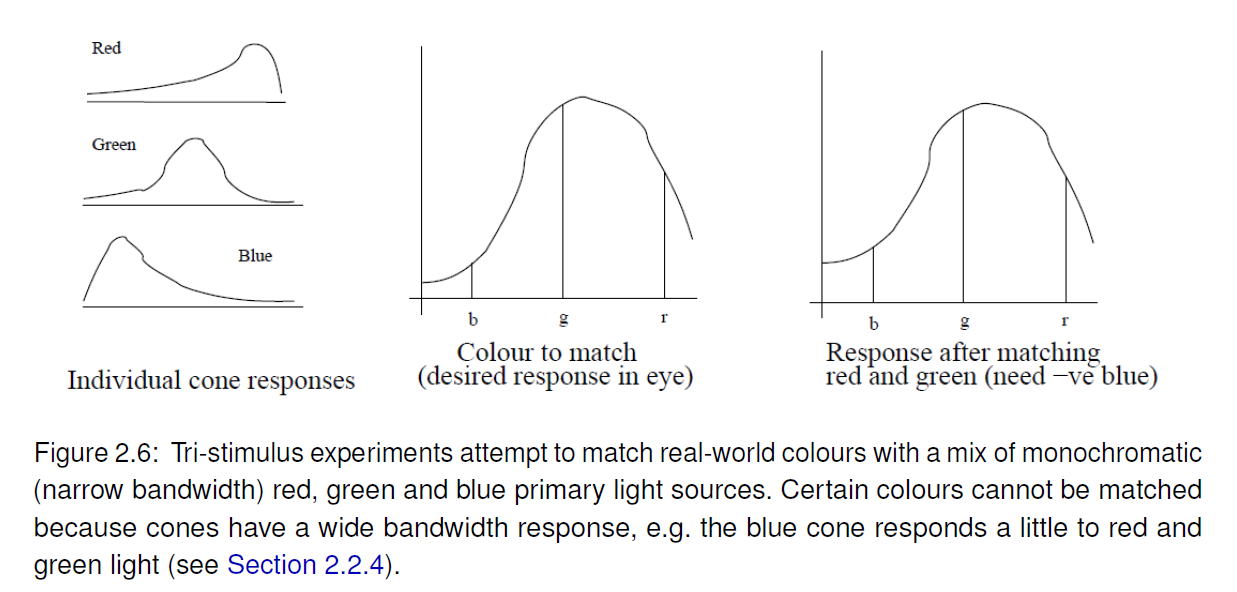 Red
Green
Blue
Individual cone responses
b g r
Colour to match
(desired response in eye)
b g r
Response after matching
red and green (need −ve blue)
Figure 2.6: Tri-stimulus experiments attempt to match real-world colours with a mix of monochromatic
(narrow bandwidth) red, green and blue primary light sources. Certain colours cannot be matched
because cones have a wide bandwidth response, e.g. the blue cone responds a little to red and
green light (see Section 2.2.4).